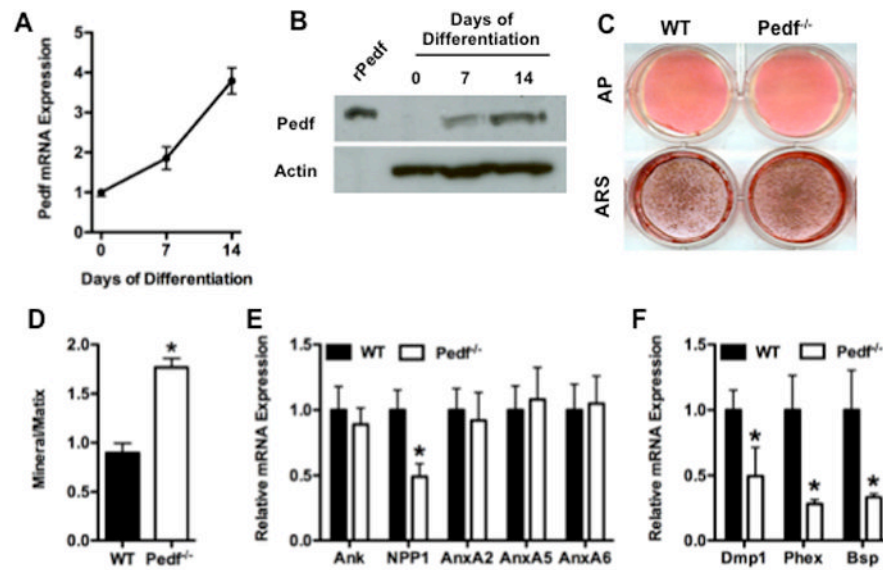 A
Pedf mRNA Expression
5
4
3
2
1
0
0 7 14
Days of Differentiation
B
Days of
Differentiation
rPedf
0 7 14
Pedf
Actin
C
WT Pedf-/-
AP
ARS
D
Mineral/Matix
2.0
1.5
1.0
0.5
0.0
WT Pedf-/-
*
E
WT Pedf-/-
Relative mRNA Expression
1.5
1.0
0.5
0.0
*
Ank NPP1 AnxA2 AnxA5 AnxA6
F
WT Pedf-/-
Relative mRNA Expression
1.5
1.0
0.5
0.0
* * *
Dmp1 Phex Bsp